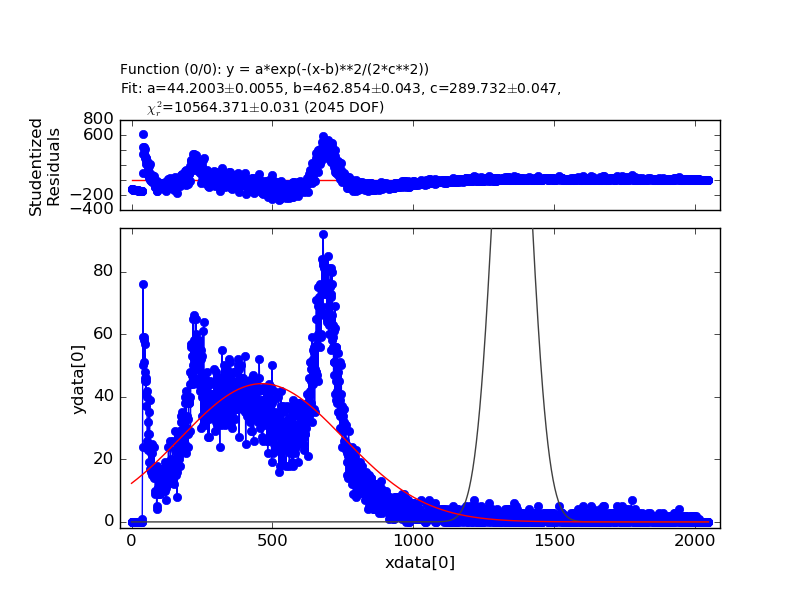 Function (0/0): y = a*exp(-(x-b)**2/(2*c**2))
Fit: a=44.2003±0.0055, b=462.854±0.043, c=289.732±0.047,
χ²ᵣ=10564.371±0.031 (2045 DOF)
Studentized
Residuals
800
600
−200
−400
ydata[0]
80
60
40
20
0
0 500 1000 1500 2000
xdata[0]